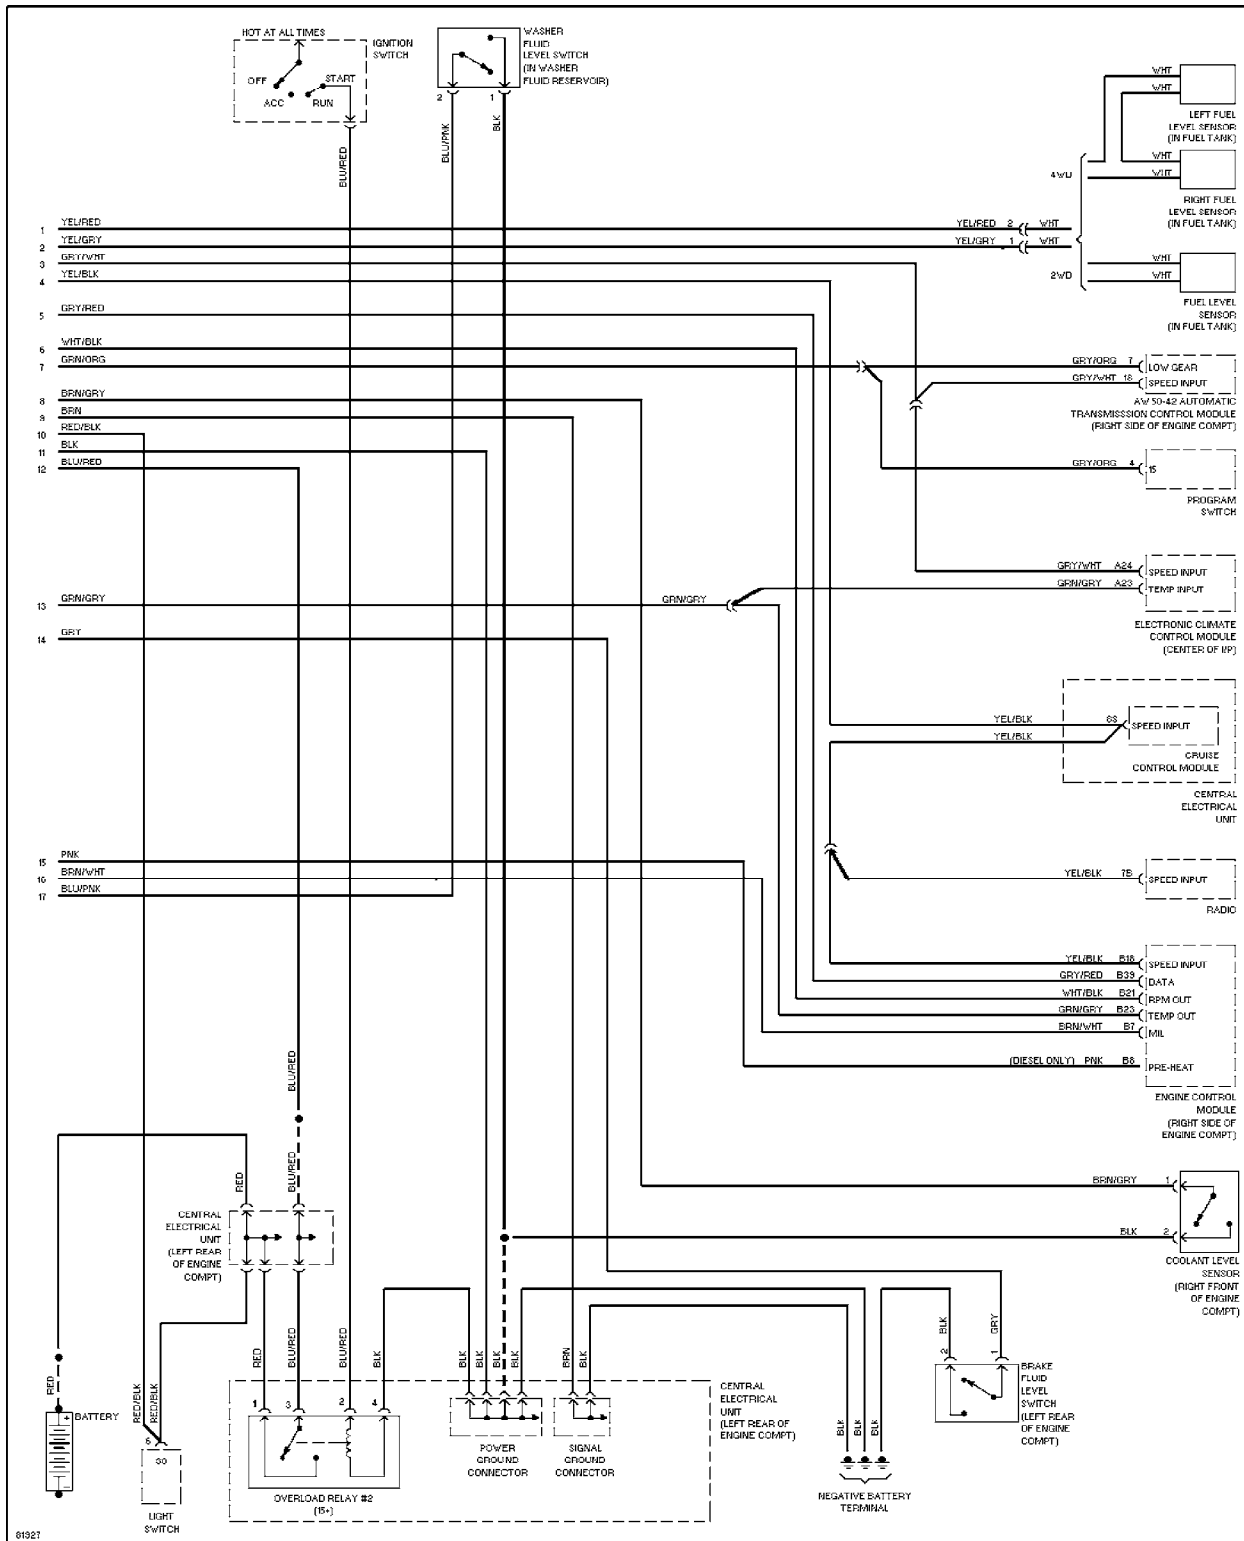 HOT AT ALL TIMES
IGNITION
SWITCH
OFF
START
ACC
RUN
WASHER
FLUID
LEVEL SWITCH
(IN WASHER
FLUID RESERVOIR)
2
1
BLU/RED
BLU/PNK
BLK
WHT
WHT
LEFT FUEL
LEVEL SENSOR
(IN FUEL TANK)
4WD
WHT
WHT
RIGHT FUEL
LEVEL SENSOR
(IN FUEL TANK)
1 YEL/RED
YEL/RED 2 WHT
2 YEL/GRY
YEL/GRY 1 WHT
3 GRY/WHT
4 YEL/BLK
2WD
WHT
WHT
FUEL LEVEL
SENSOR
(IN FUEL TANK)
5 GRY/RED
6 WHT/BLK
7 GRN/ORG
GRY/ORG 7 LOW GEAR
GRY/WHT 18 SPEED INPUT
AW 50-42 AUTOMATIC
TRANSMISSSION CONTROL MODULE
(RIGHT SIDE OF ENGINE COMPT)
8 BRN/GRY
9 BRN
10 RED/BLK
11 BLK
12 BLU/RED
GRY/ORG 4 15
PROGRAM
SWITCH
GRY/WHT A24 SPEED INPUT
GRN/GRY A23 TEMP INPUT
ELECTRONIC CLIMATE
CONTROL MODULE
(CENTER OF I/P)
13 GRN/GRY
GRN/GRY
14 GRY
YEL/BLK 8S SPEED INPUT
YEL/BLK
CRUISE
CONTROL MODULE
CENTRAL
ELECTRICAL
UNIT
15 PNK
16 BRN/WHT
17 BLU/PNK
YEL/BLK 7B SPEED INPUT
RADIO
YEL/BLK B18 SPEED INPUT
GRY/RED B39 DATA
WHT/BLK B21 RPM OUT
GRN/GRY B23 TEMP OUT
BRN/WHT B7 MIL
(DIESEL ONLY) PNK B8 PRE-HEAT
ENGINE CONTROL
MODULE
(RIGHT SIDE OF
ENGINE COMPT)
BLU/RED
RED
BLU/RED
CENTRAL
ELECTRICAL
UNIT
(LEFT REAR
OF ENGINE
COMPT)
BRN/GRY 1
BLK 2
COOLANT LEVEL
SENSOR
(RIGHT FRONT
OF ENGINE
COMPT)
RED
RED/BLK
RED/BLK
RED
BLU/RED
BLU/RED
BLK
BLK
BLK
BLK
BLK
BRN
BLK
BLK
GRY
2
1
BRAKE
FLUID
LEVEL
SWITCH
(LEFT REAR
OF ENGINE
COMPT)
BATTERY
+
–
6
30
LIGHT
SWITCH
1
3
2
4
OVERLOAD RELAY #2
(15+)
POWER
GROUND
CONNECTOR
SIGNAL
GROUND
CONNECTOR
CENTRAL
ELECTRICAL
UNIT
(LEFT REAR OF
ENGINE COMPT)
BLK
BLK
BLK
NEGATIVE BATTERY
TERMINAL
81927